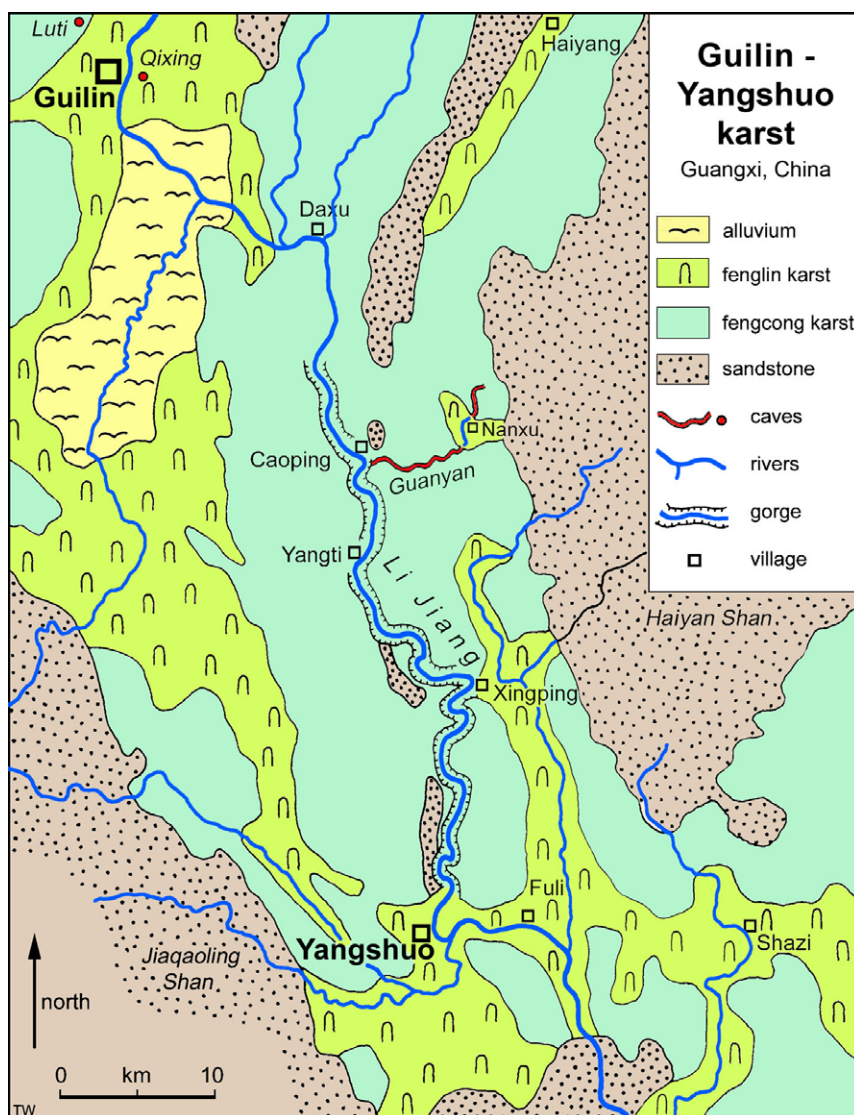 Luti
Qixing
Guilin
Haiyang
Guilin -
Yangshuo
karst
Guangxi, China
alluvium
fenglin karst
fengcong karst
sandstone
caves
rivers
gorge
village
Daxu
Nanxu
Caoping
Guanyan
Yangti
Li Jiang
Haiyan Shan
Xingping
Fuli
Yangshuo
Shazi
Jiaqaoling
Shan
north
0 km 10
TW